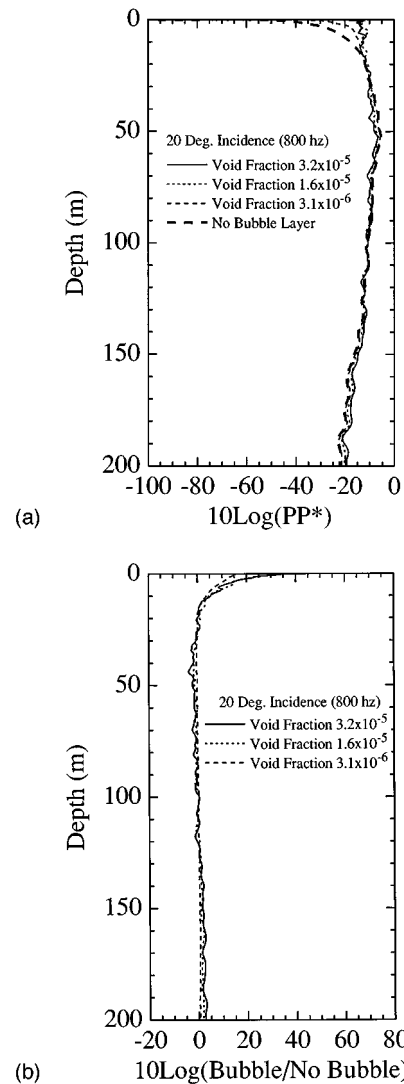 0
50
100
150
200
Depth (m)
20 Deg. Incidence (800 hz)
Void Fraction 3.2x10⁻⁵
Void Fraction 1.6x10⁻⁵
Void Fraction 3.1x10⁻⁶
No Bubble Layer
-100 -80 -60 -40 -20 0
10Log(PP*)
(a)
0
50
100
150
200
Depth (m)
20 Deg. Incidence (800 hz)
Void Fraction 3.2x10⁻⁵
Void Fraction 1.6x10⁻⁵
Void Fraction 3.1x10⁻⁶
-20 0 20 40 60 80
10Log(Bubble/No Bubble)
(b)